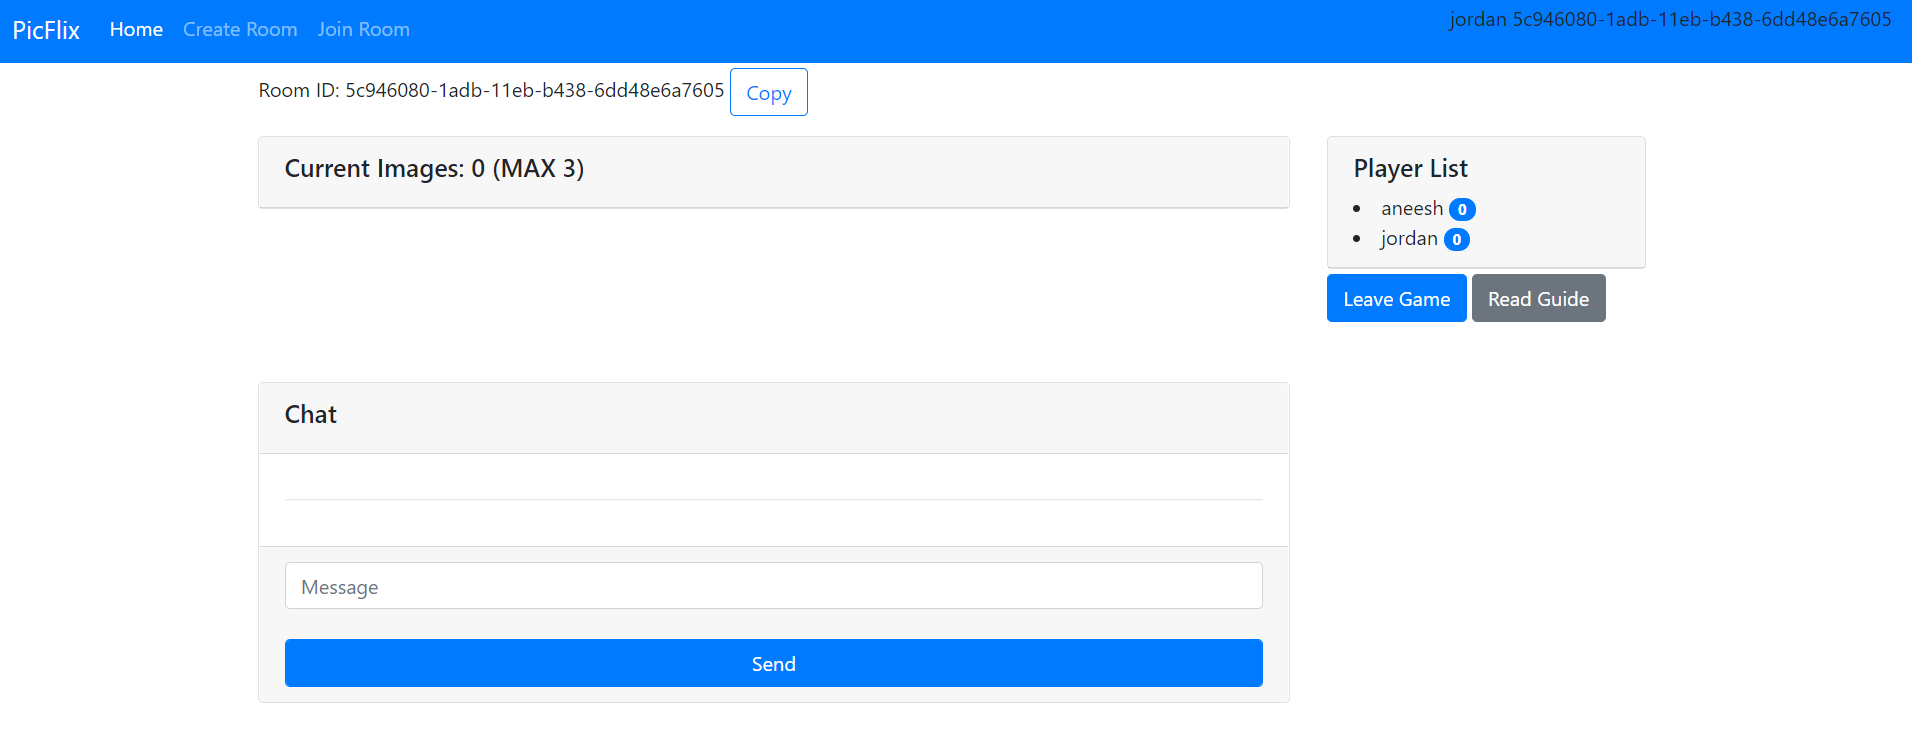 PicFlix Home Create Room Join Room jordan 5c946080-1adb-11eb-b438-6dd48e6a7605
Room ID: 5c946080-1adb-11eb-b438-6dd48e6a7605 Copy
Current Images: 0 (MAX 3)
Player List
aneesh 0
jordan 0
Leave Game Read Guide
Chat
Message
Send